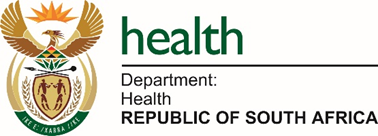 health
Department:
Health
REPUBLIC OF SOUTH AFRICA